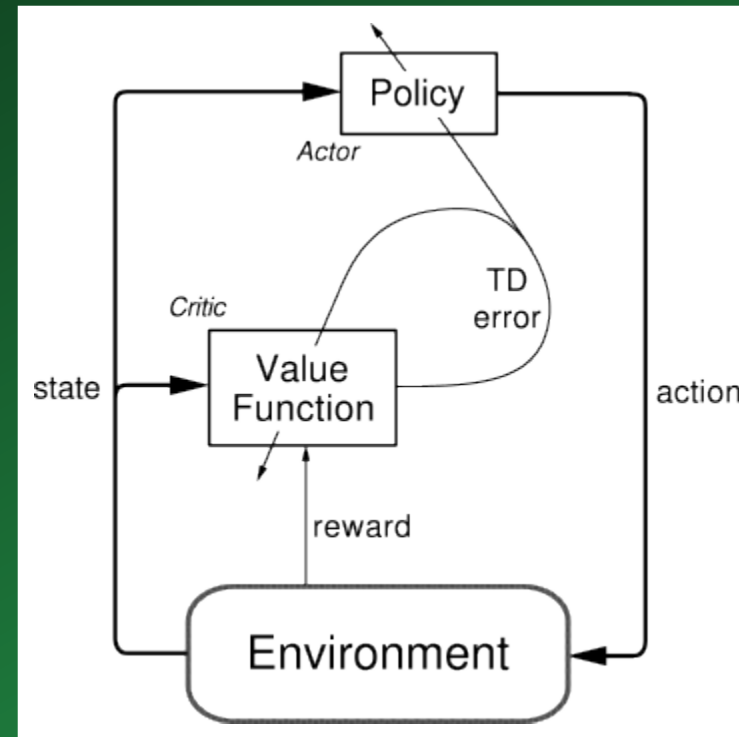 Policy
Actor
TD
error
Critic
Value
Function
state
action
reward
Environment